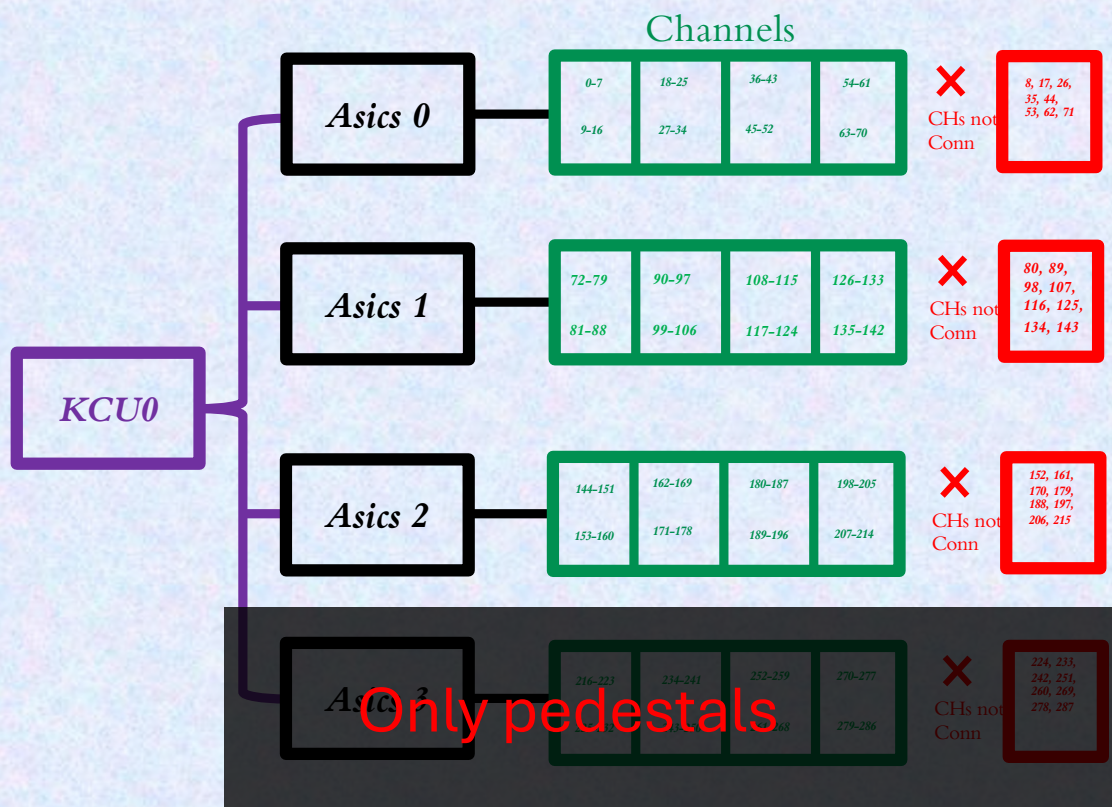 Channels
Asics 0
0-7 18-25 36-43 54-61
9-16 27-34 45-52 63-70
CHs not
Conn
8, 17, 26,
35, 44,
53, 62, 71
Asics 1
72-79 90-97 108-115 126-133
81-88 99-106 117-124 135-142
CHs not
Conn
80, 89,
98, 107,
116, 125,
134, 143
KCU0
Asics 2
144-151 162-169 180-187 198-205
153-160 171-178 189-196 207-214
CHs not
Conn
152, 161,
170, 179,
188, 197,
206, 215
Asics 3
216-223 234-241 252-259 270-277
279-286
CHs not
Conn
224, 233,
242, 251,
260, 269,
278, 287
Only pedestals